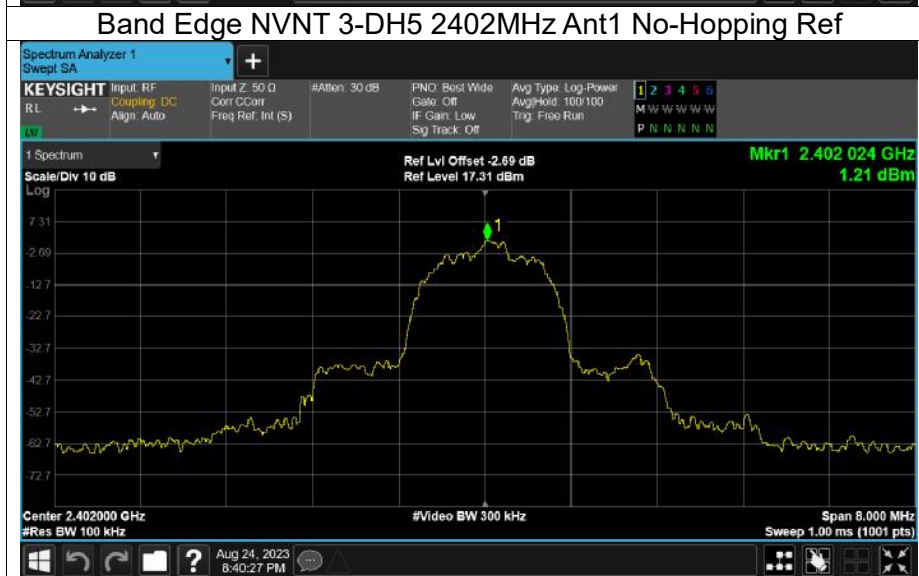 Band Edge NVNT 3-DH5 2402MHz Ant1 No-Hopping Ref
Spectrum Analyzer 1
Swept SA
+
KEYSIGHT Input: RF Input Z: 50 Ω #Atten: 30 dB PNO: Best Wide Avg Type: Log-Power 1 2 3 4 5 6
RL Coupling: DC Corr CCorr Gate: Off Avg|Hold: 100/100 M W W W W W
Align: Auto Freq Ref: Int (S) IF Gain: Low Trig: Free Run
Sig Track: Off P N N N N N
LXI
1 Spectrum
Ref Lvl Offset -2.69 dB Mkr1 2.402 024 GHz
Scale/Div 10 dB Ref Level 17.31 dBm 1.21 dBm
Log
1
7.31
-2.69
-12.7
-22.7
-32.7
-42.7
-52.7
-62.7
-72.7
Center 2.402000 GHz #Video BW 300 kHz Span 8.000 MHz
#Res BW 100 kHz Sweep 1.00 ms (1001 pts)
? Aug 24, 2023
8:40:27 PM